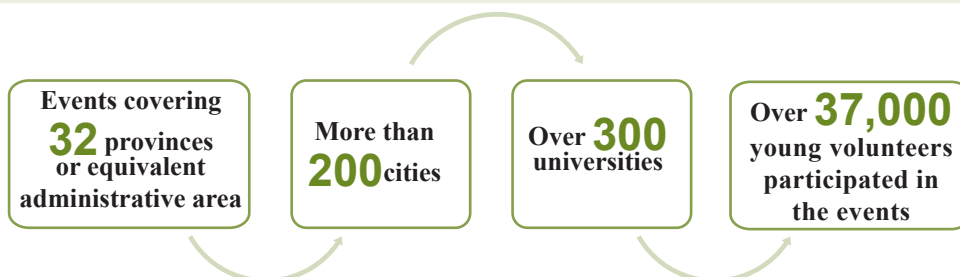 Events covering
32 provinces
or equivalent
administrative area
More than
200 cities
Over 300
universities
Over 37,000
young volunteers
participated in
the events